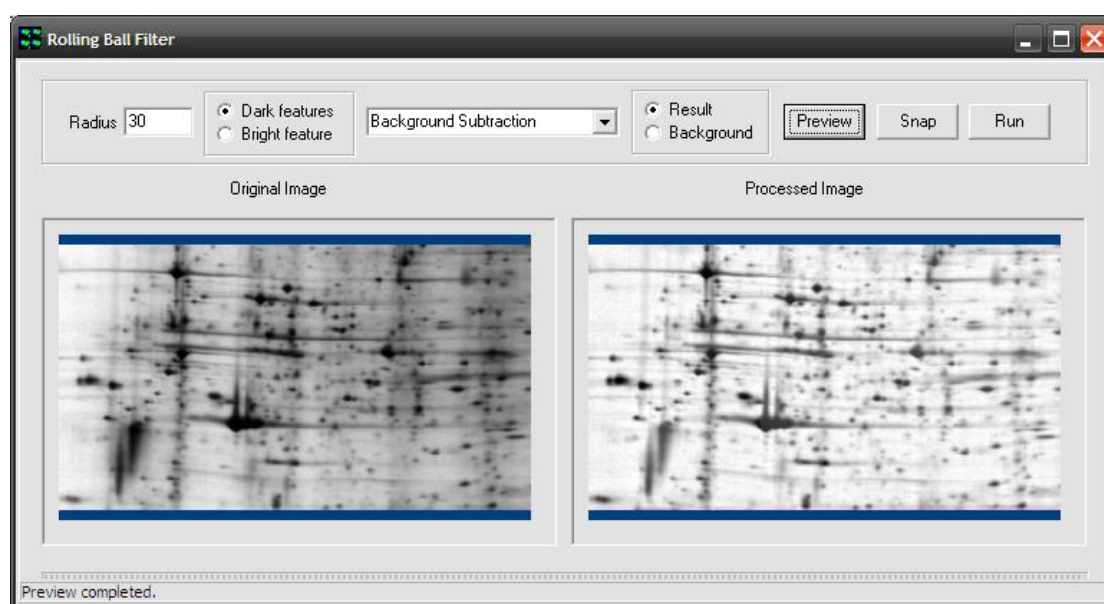 Rolling Ball Filter
Radius 30
Dark features
Bright feature
Background Subtraction
Result
Background
Preview
Snap
Run
Original Image
Processed Image
Preview completed.